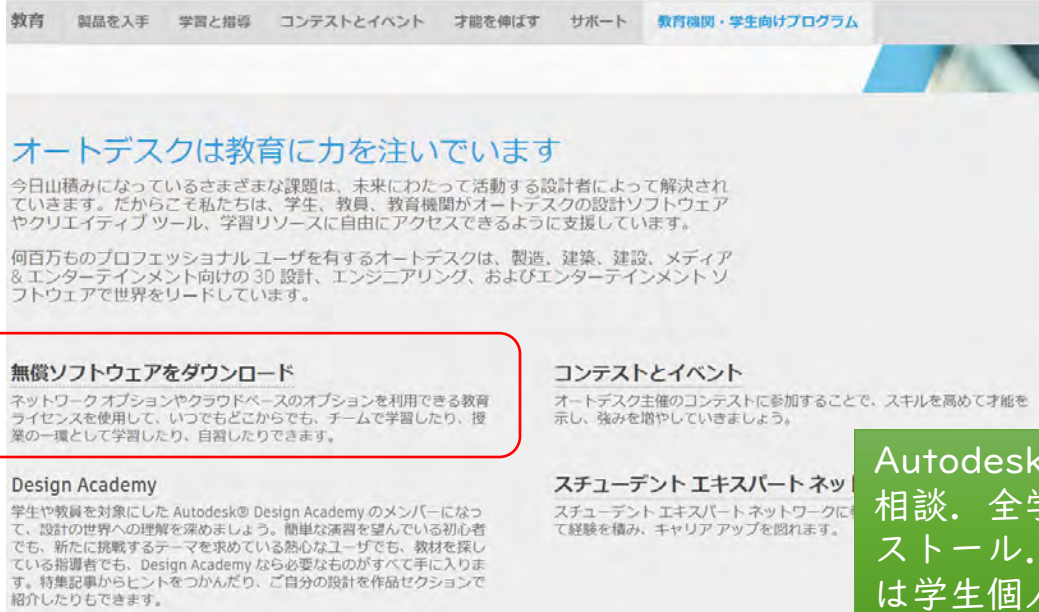 教育 製品を入手 学習と指導 コンテストとイベント 才能を伸ばす サポート 教育機関・学生向けプログラム
オートデスクは教育に力を注いでいます
今日山積みになっているさまざまな課題は、未来にわたって活動する設計者によって解決され
ていきます。だからこそ私たちは、学生、教員、教育機関がオートデスクの設計ソフトウェア
やクリエイティブ ツール、学習リソースに自由にアクセスできるように支援しています。
何百万ものプロフェッショナル ユーザを有するオートデスクは、製造、建築、建設、メディア
& エンターテインメント向けの 3D 設計、エンジニアリング、およびエンターテインメント ソ
フトウェアで世界をリードしています。
無償ソフトウェアをダウンロード
ネットワーク オプションやクラウドベースのオプションを利用できる教育
ライセンスを使用して、いつでもどこからでも、チームで学習したり、授
業の一環として学習したり、自習したりできます。
Design Academy
学生や教員を対象にした Autodesk® Design Academy のメンバーになっ
て、設計の世界への理解を深めましょう。簡単な演習を望んでいる初心者
でも、新たに挑戦するテーマを求めている熱心なユーザでも、教材を探し
ている指導者でも、Design Academy なら必要なものがすべて手に入りま
す。特集記事からヒントをつかんだり、ご自分の設計を作品セクションで
紹介したりもできます。
コンテストとイベント
オートデスク主催のコンテストに参加することで、スキルを高めて才能を
示し、強みを増やしていきましょう。
スチューデント エキスパート ネッ
スチューデント エキスパート ネットワークに
て経験を積み、キャリア アップを図れます。
Autodesk
相談．全学
ストール．
は学生個人